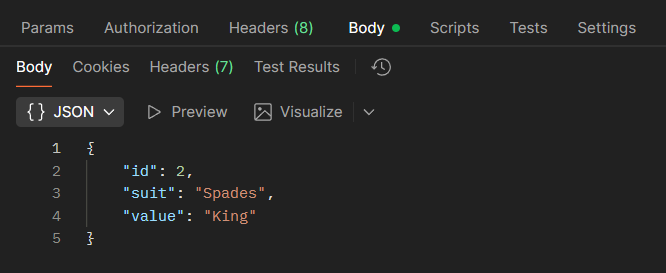 Params Authorization Headers (8) Body Scripts Tests Settings
Body Cookies Headers (7) Test Results
{} JSON Preview Visualize
1 {
2 "id": 2,
3 "suit": "Spades",
4 "value": "King"
5 }